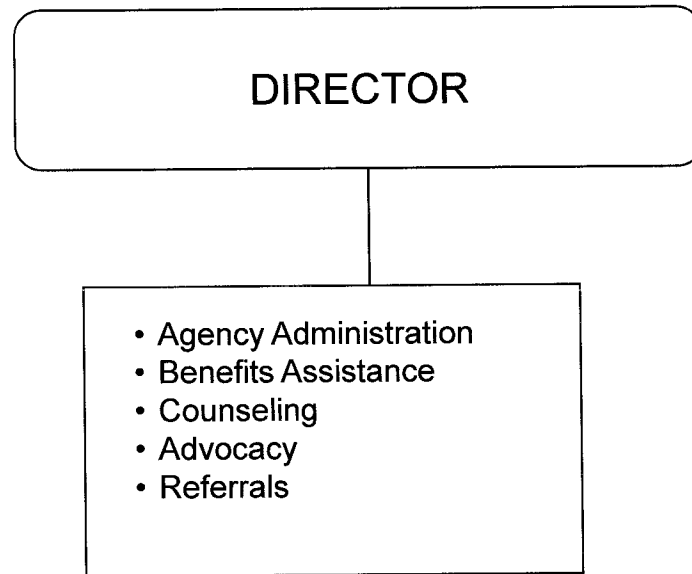 DIRECTOR
• Agency Administration
• Benefits Assistance
• Counseling
• Advocacy
• Referrals